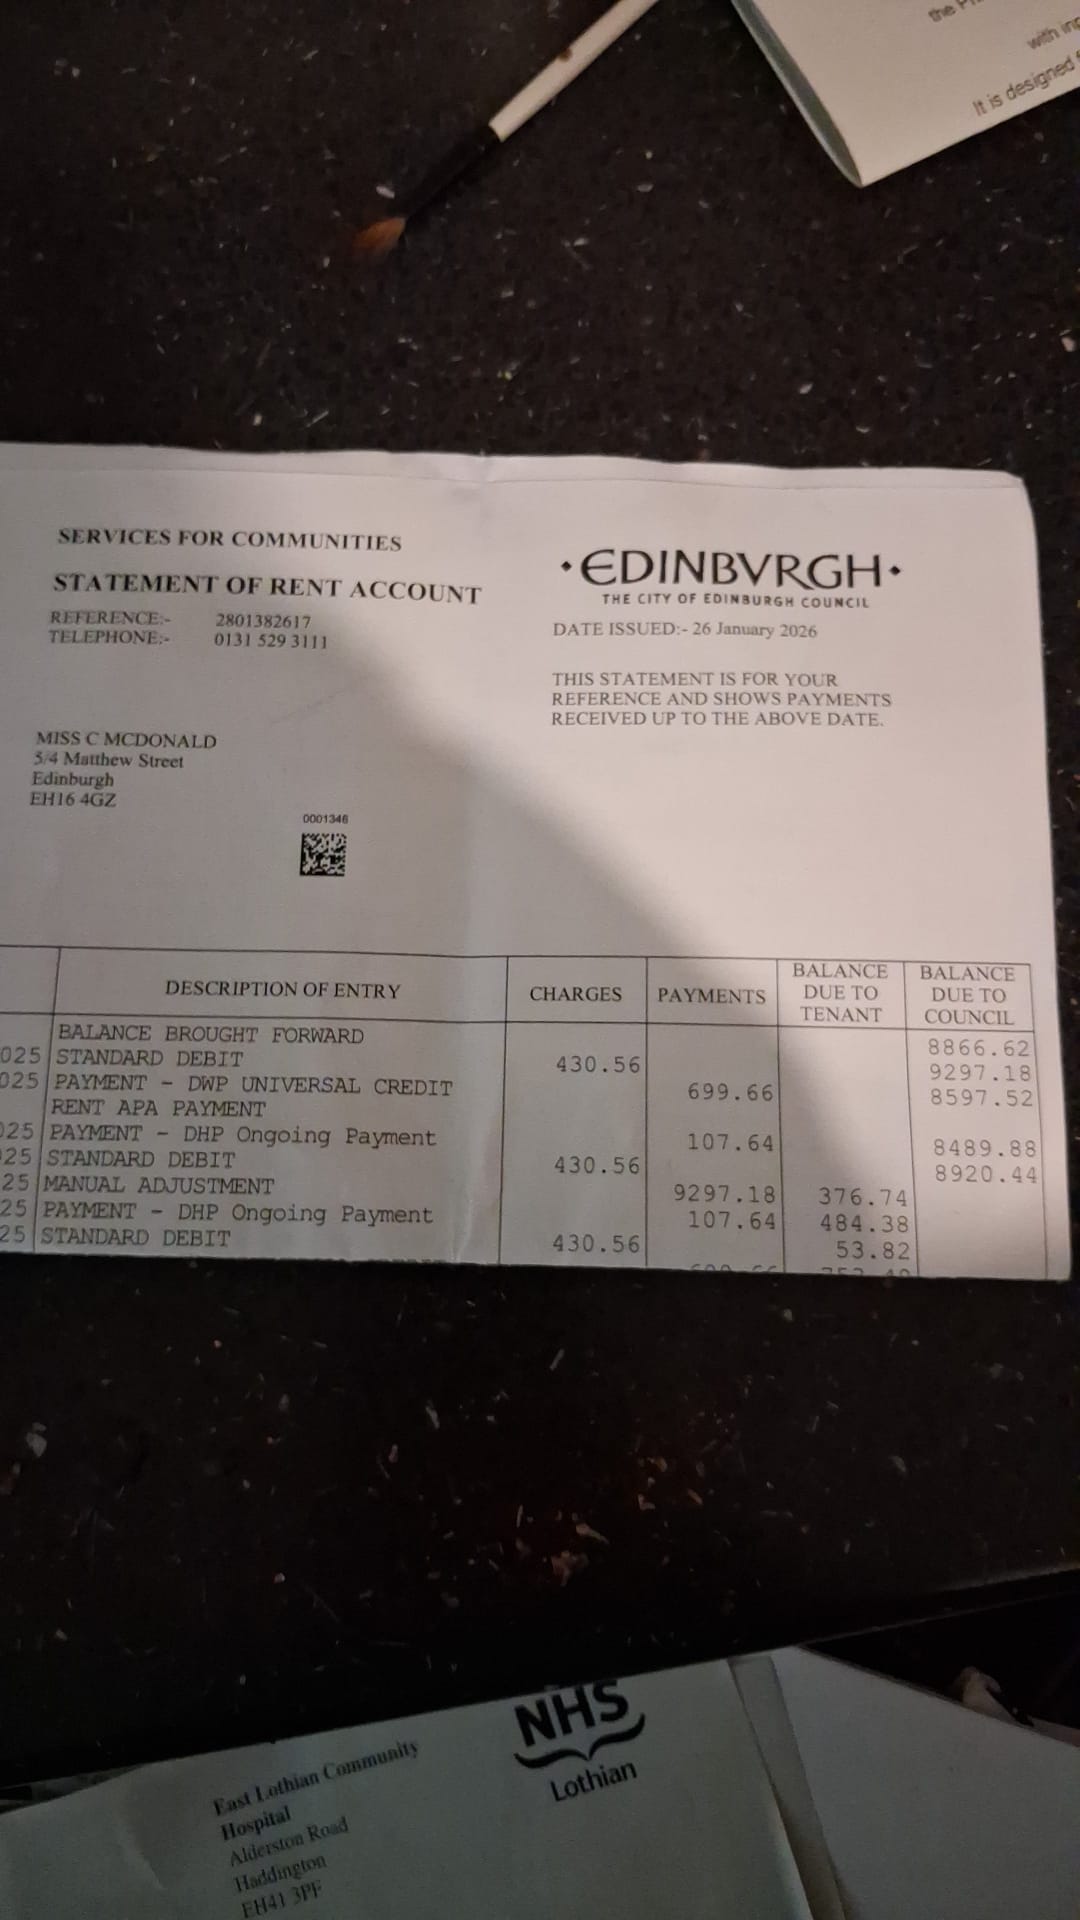 the
with
It is designed
SERVICES FOR COMMUNITIES
STATEMENT OF RENT ACCOUNT
REFERENCE:- 2801382617
TELEPHONE:- 0131 529 3111
·EDINBVRGH·
THE CITY OF EDINBURGH COUNCIL
DATE ISSUED:- 26 January 2026
THIS STATEMENT IS FOR YOUR
REFERENCE AND SHOWS PAYMENTS
RECEIVED UP TO THE ABOVE DATE.
MISS C MCDONALD
Matthew Street
Edinburgh
EH16 4GZ
0001346
DESCRIPTION OF ENTRY CHARGES PAYMENTS BALANCE DUE TO TENANT BALANCE DUE TO COUNCIL
BALANCE BROUGHT FORWARD 8866.62
025 STANDARD DEBIT 430.56 9297.18
025 PAYMENT - DWP UNIVERSAL CREDIT 699.66 8597.52
RENT APA PAYMENT
025 PAYMENT - DHP Ongoing Payment 107.64 8489.88
25 STANDARD DEBIT 430.56 8920.44
25 MANUAL ADJUSTMENT 9297.18 376.74
25 PAYMENT - DHP Ongoing Payment 107.64 484.38
25 STANDARD DEBIT 430.56 53.82
NHS
Lothian
East Lothian Community
Hospital
Alderston Road
Haddington
EH41 3PF